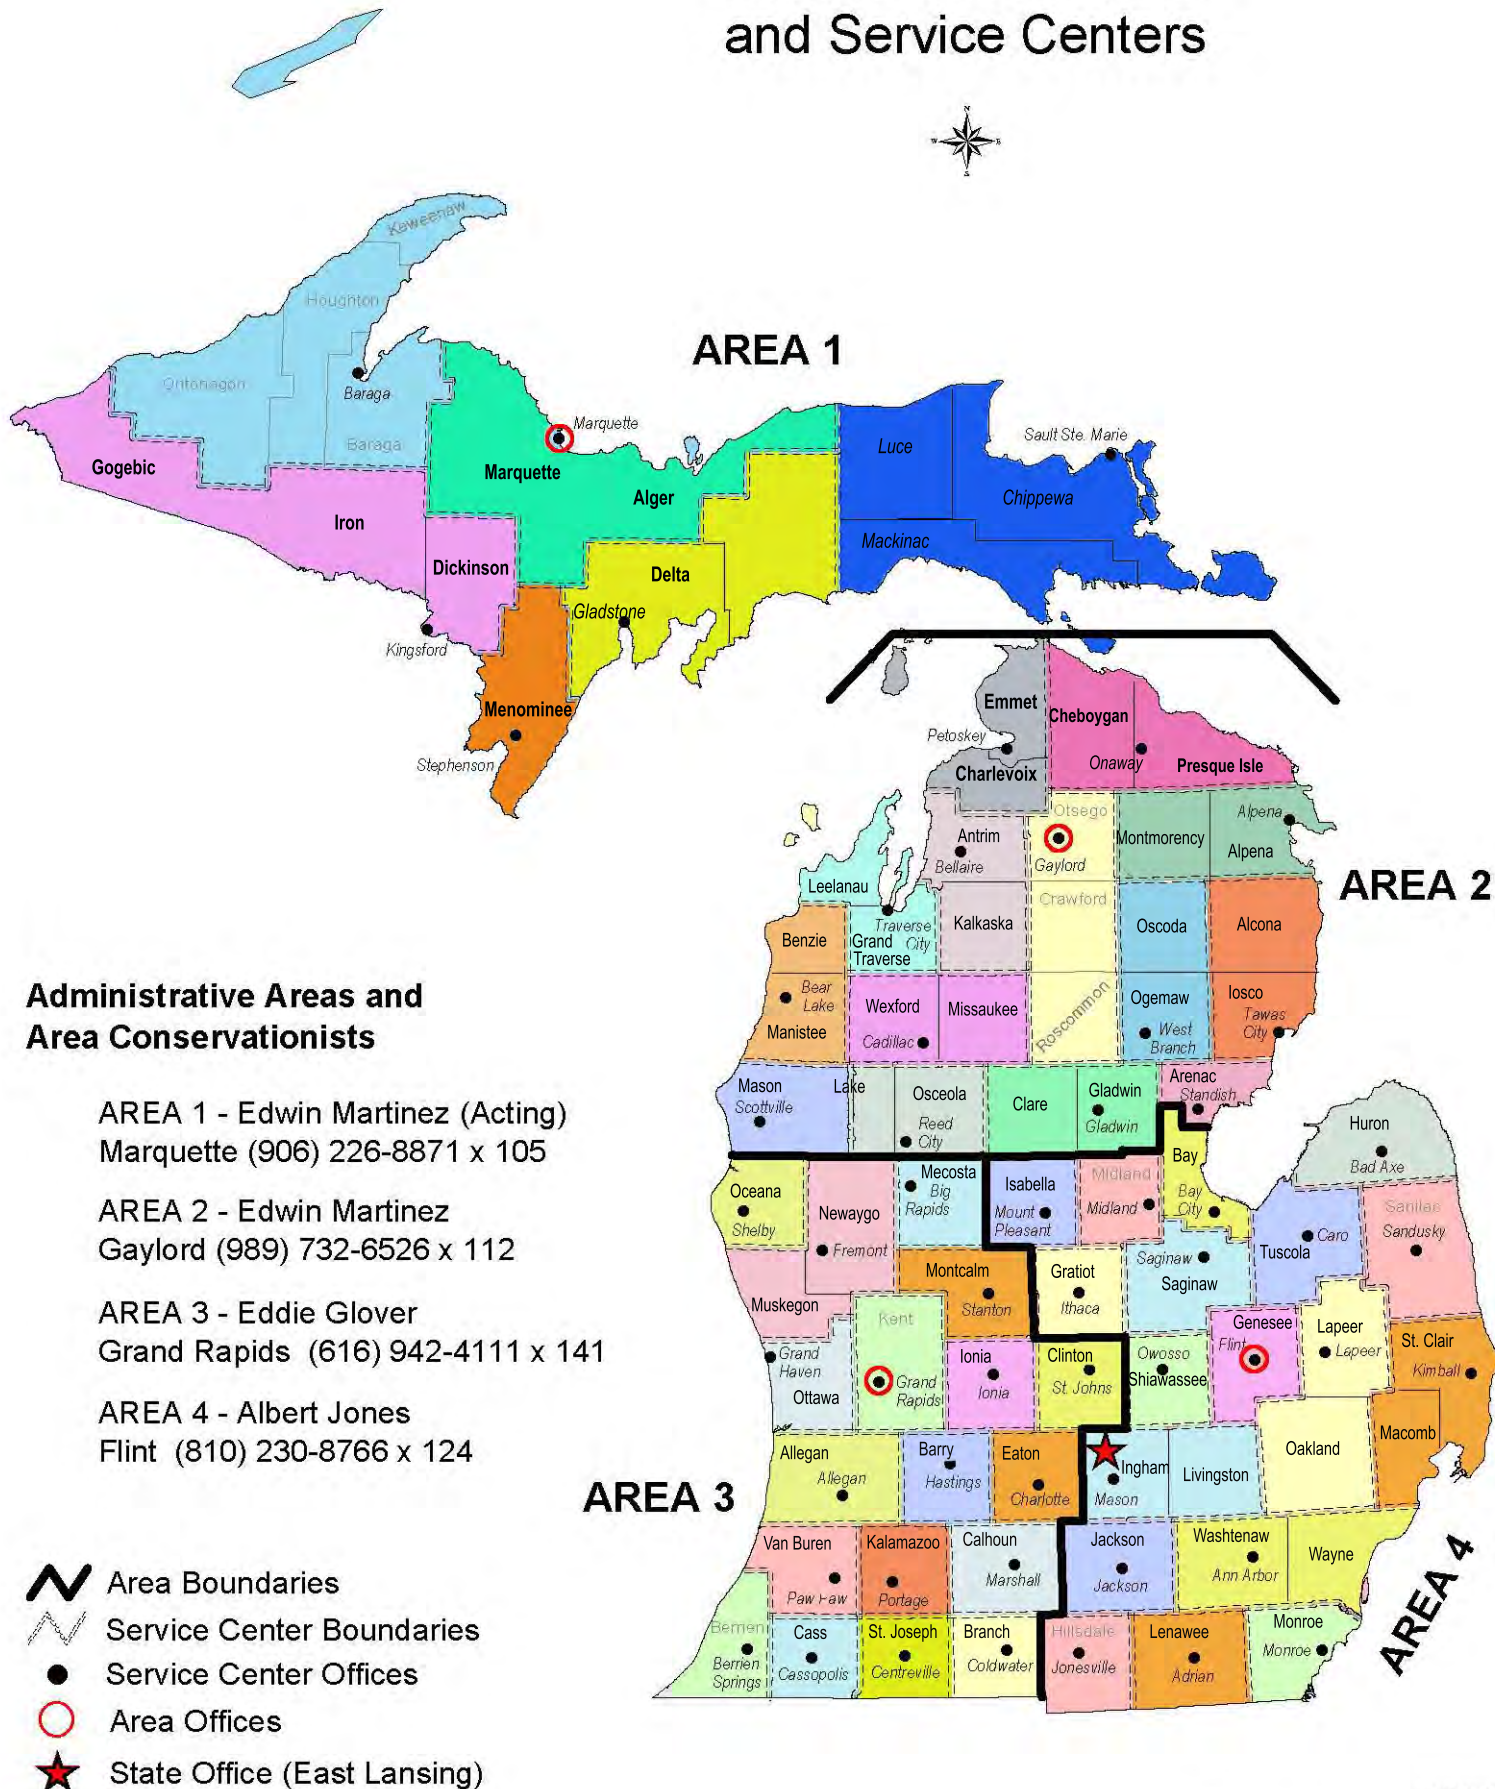 and Service Centers
N
W
E
S
Keweenaw
Houghton
Ontonagon
Baraga
Baraga
AREA 1
Marquette
Sault Ste. Marie
Luce
Gogebic
Marquette
Alger
Chippewa
Iron
Mackinac
Dickinson
Delta
Gladstone
Kingsford
Menominee
Stephenson
Emmet
Cheboygan
Petoskey
Onaway
Presque Isle
Charlevoix
Otsego
Alpena
Antrim
Montmorency
Bellaire
Gaylord
Alpena
AREA 2
Leelanau
Crawford
Kalkaska
Oscoda
Alcona
Traverse
City
Benzie
Grand
Traverse
Bear
Lake
Wexford
Missaukee
Roscommon
Ogemaw
Iosco
Tawas
City
Manistee
Cadillac
West
Branch
Administrative Areas and
Area Conservationists
AREA 1 - Edwin Martinez (Acting)
Marquette (906) 226-8871 x 105
AREA 2 - Edwin Martinez
Gaylord (989) 732-6526 x 112
AREA 3 - Eddie Glover
Grand Rapids (616) 942-4111 x 141
AREA 4 - Albert Jones
Flint (810) 230-8766 x 124
Mason
Scottville
Lake
Osceola
Reed
City
Clare
Gladwin
Gladwin
Arenac
Standish
Huron
Bad Axe
Oceana
Shelby
Newaygo
Fremont
Mecosta
Big
Rapids
Isabella
Mount
Pleasant
Midland
Midland
Bay
Bay
City
Sanilac
Sandusky
Caro
Tuscola
Muskegon
Montcalm
Stanton
Gratiot
Ithaca
Saginaw
Saginaw
Kent
Grand
Rapids
Grand
Haven
Ottawa
Ionia
Ionia
Clinton
St. Johns
Owosso
Shiawassee
Genesee
Flint
Lapeer
Lapeer
St. Clair
Kimball
AREA 3
Allegan
Allegan
Barry
Hastings
Eaton
Charlotte
Ingham
Mason
Livingston
Oakland
Macomb
Van Buren
Paw Paw
Kalamazoo
Portage
Calhoun
Marshall
Jackson
Jackson
Washtenaw
Ann Arbor
Wayne
AREA 4
Berrien
Berrien
Springs
Cass
Cassopolis
St. Joseph
Centreville
Branch
Coldwater
Hillsdale
Jonesville
Lenawee
Adrian
Monroe
Monroe
Area Boundaries
Service Center Boundaries
Service Center Offices
Area Offices
State Office (East Lansing)